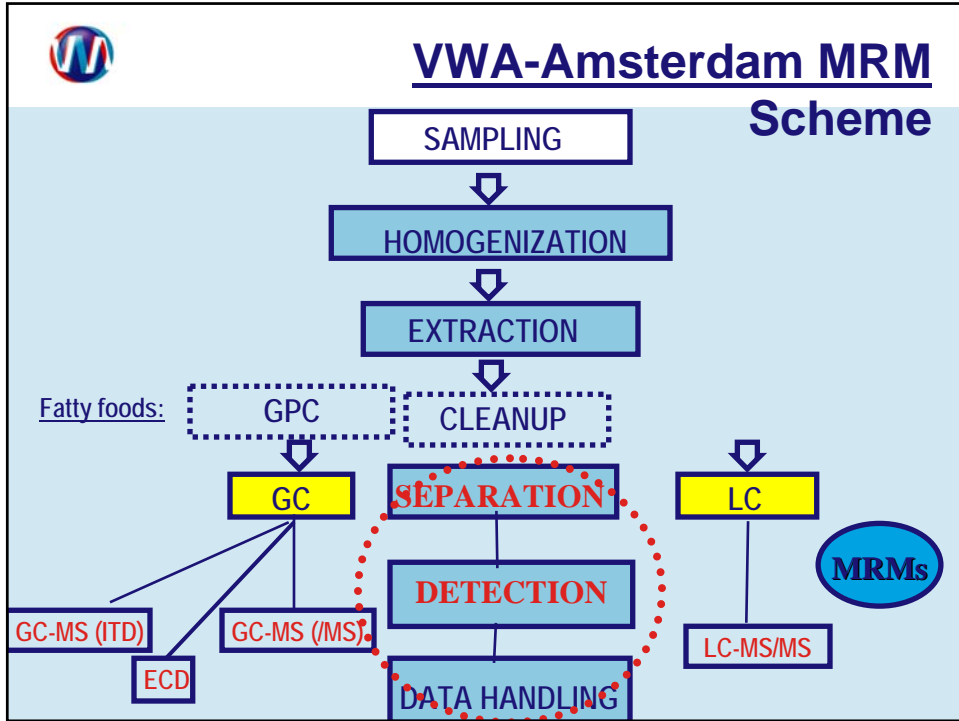 VWA-Amsterdam MRM
Scheme
SAMPLING
HOMOGENIZATION
EXTRACTION
Fatty foods:
GPC
CLEANUP
GC
SEPARATION
LC
MRMs
DETECTION
GC-MS (ITD)
GC-MS (/MS)
LC-MS/MS
ECD
DATA HANDLING